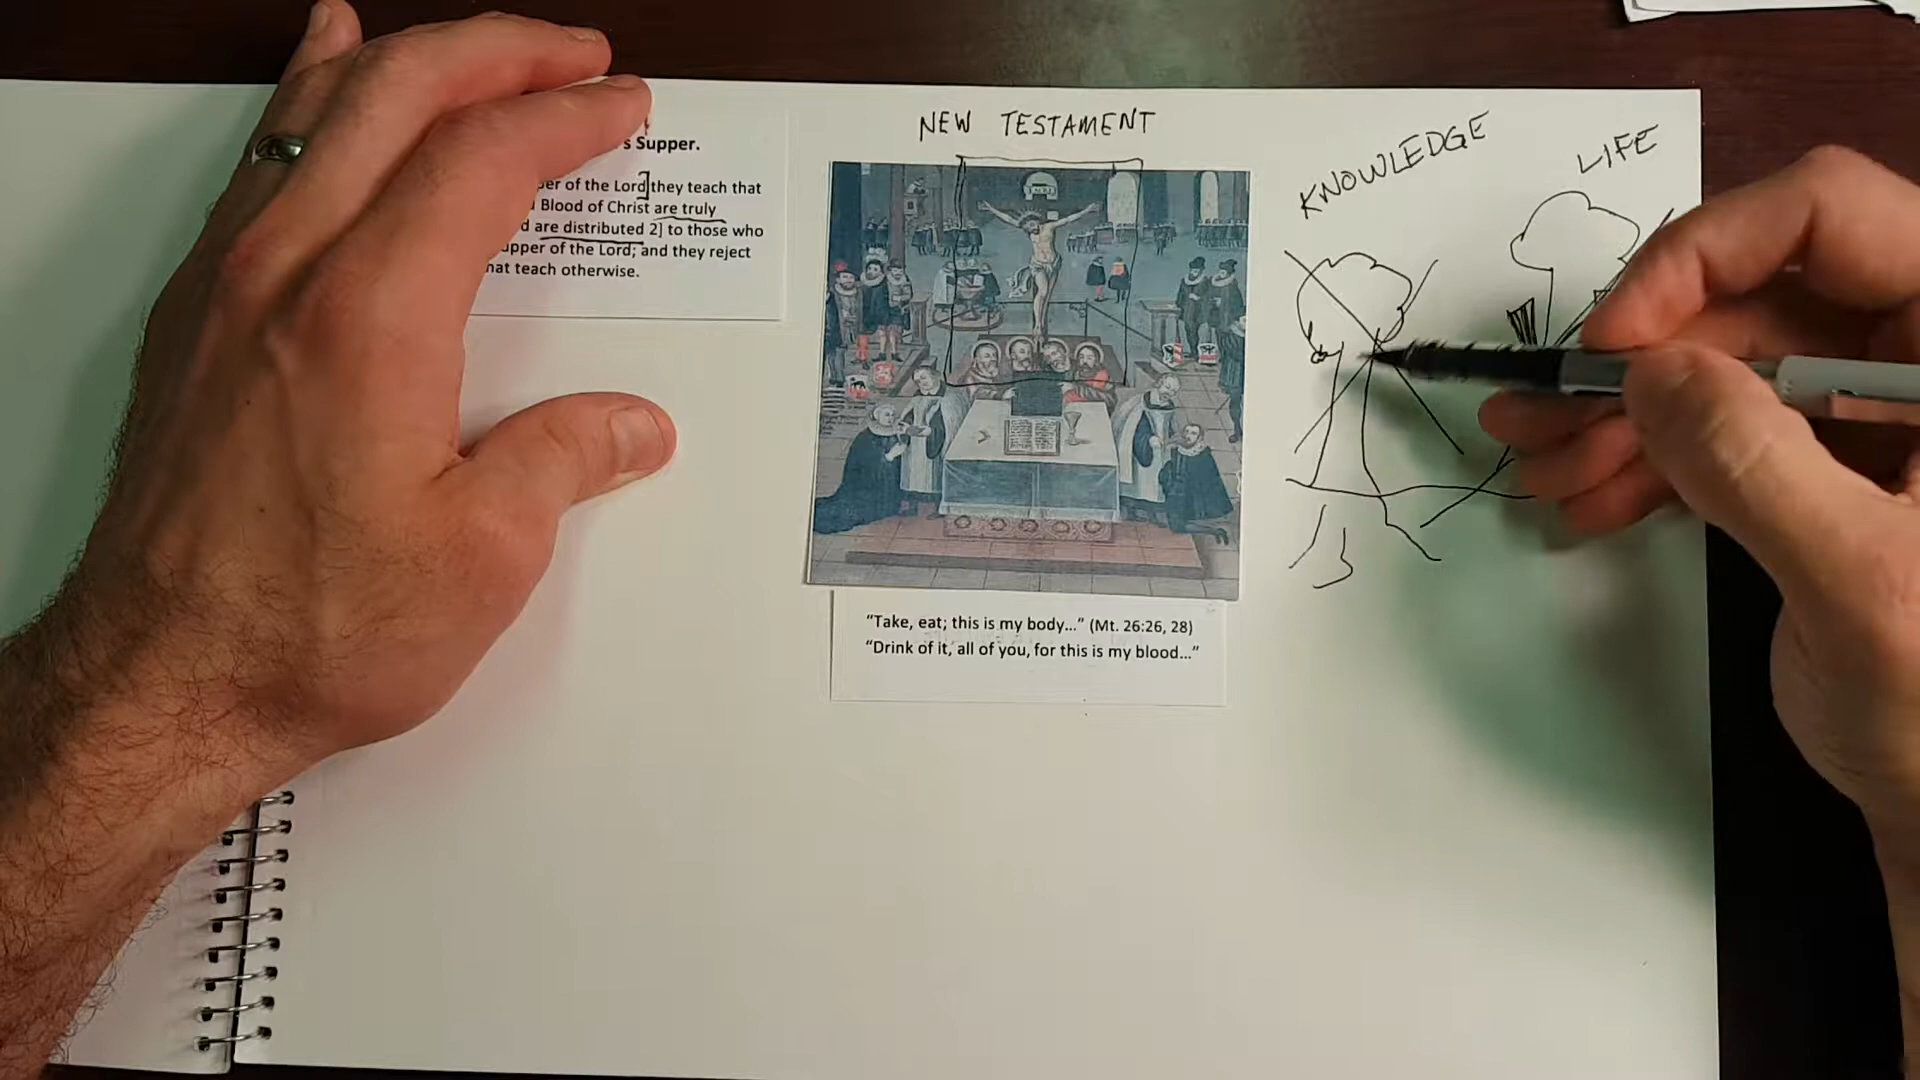 s Supper.
per of the Lord] they teach that
Blood of Christ are truly
d are distributed 2] to those who
upper of the Lord; and they reject
hat teach otherwise.
NEW TESTAMENT
“Take, eat; this is my body...” (Mt. 26:26, 28)
“Drink of it, all of you, for this is my blood...”
KNOWLEDGE
LIFE